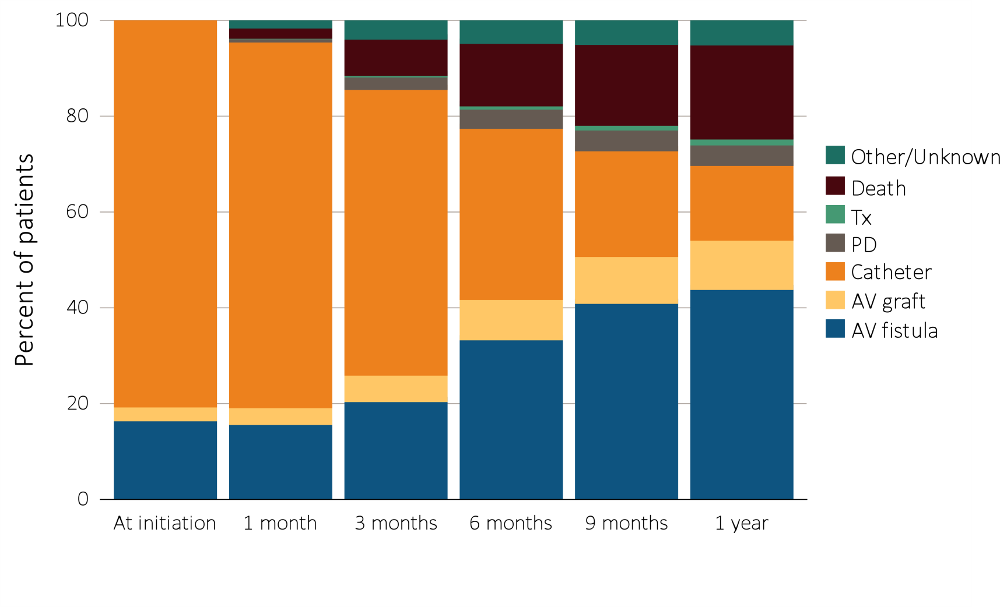 Percent of patients
100
80
60
40
20
0
At initiation
1 month
3 months
6 months
9 months
1 year
Other/Unknown
Death
Tx
PD
Catheter
AV graft
AV fistula